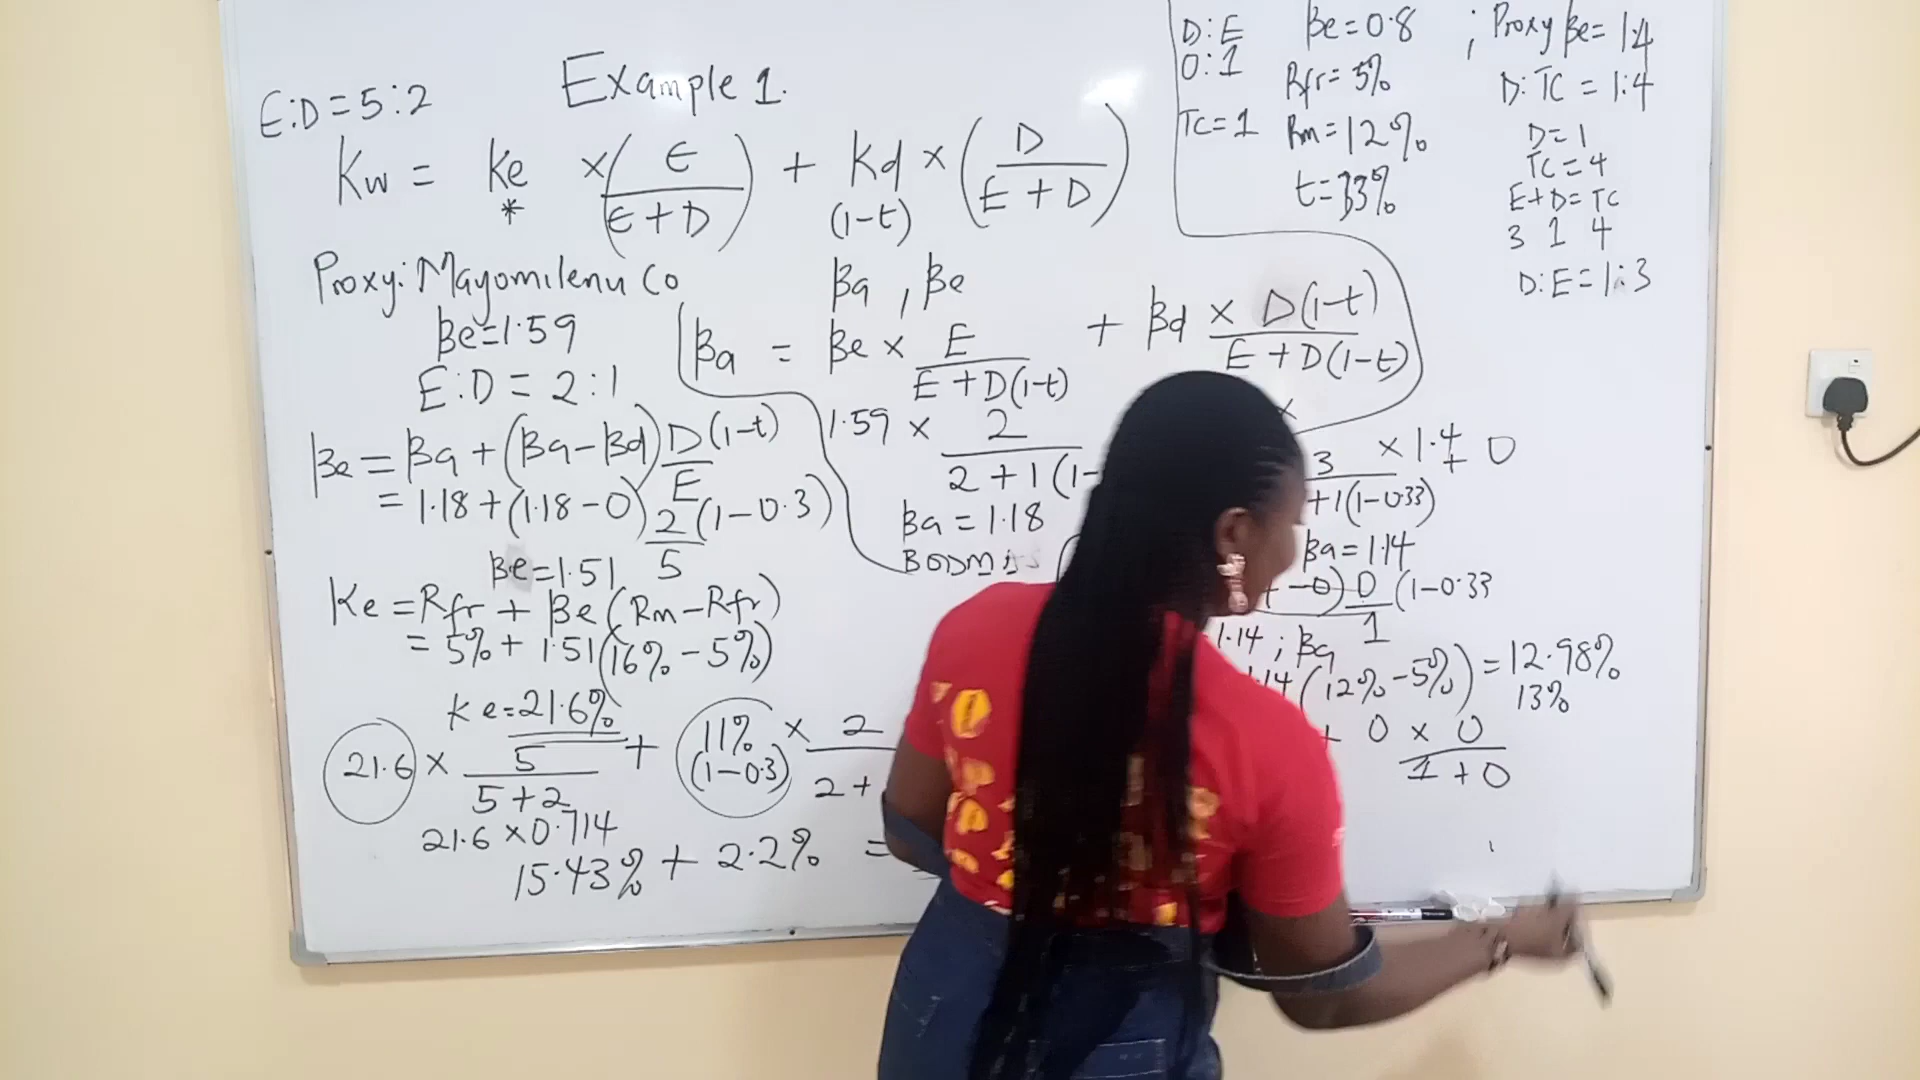 E:D = 5:2
Example 1.
Kw = Ke × (E / E + D) + Kd (1-t) × (D / E + D)
*
Proxy: Mayomilenu Co
βe = 1.59
E:D = 2:1
βe = βa + (βa - βd) D(1-t) / E
= 1.18 + (1.18 - 0) 2(1 - 0.3) / 5
βe = 1.51
Ke = Rfr + βe (Rm - Rfr)
= 5% + 1.51 (16% - 5%)
Ke = 21.6%
21.6 × 5 / 5 + 2 + 11% (1-0.3) × 2 / 2 +
21.6 × 0.714
15.43% + 2.2% =
βa , βe
βa = βe × E / E + D(1-t) + βd × D(1-t) / E + D(1-t)
1.59 × 2 / 2 + 1 (1-
βa = 1.18
D:E
0:1
TC = 1
βe = 0.8
Rfr = 5%
Rm = 12%
t = 33%
; Proxy βe = 1.4
D:TC = 1:4
D = 1
TC = 4
E + D = TC
3 1 4
D:E = 1:3
3 / +1(1-0.33) × 1.4 + 0
βa = 1.14
-0) D / 1 (1-0.33
1.14 ; βa
14 (12% - 5%) = 12.98%
13%
+ 0 × 0 / 1 + 0